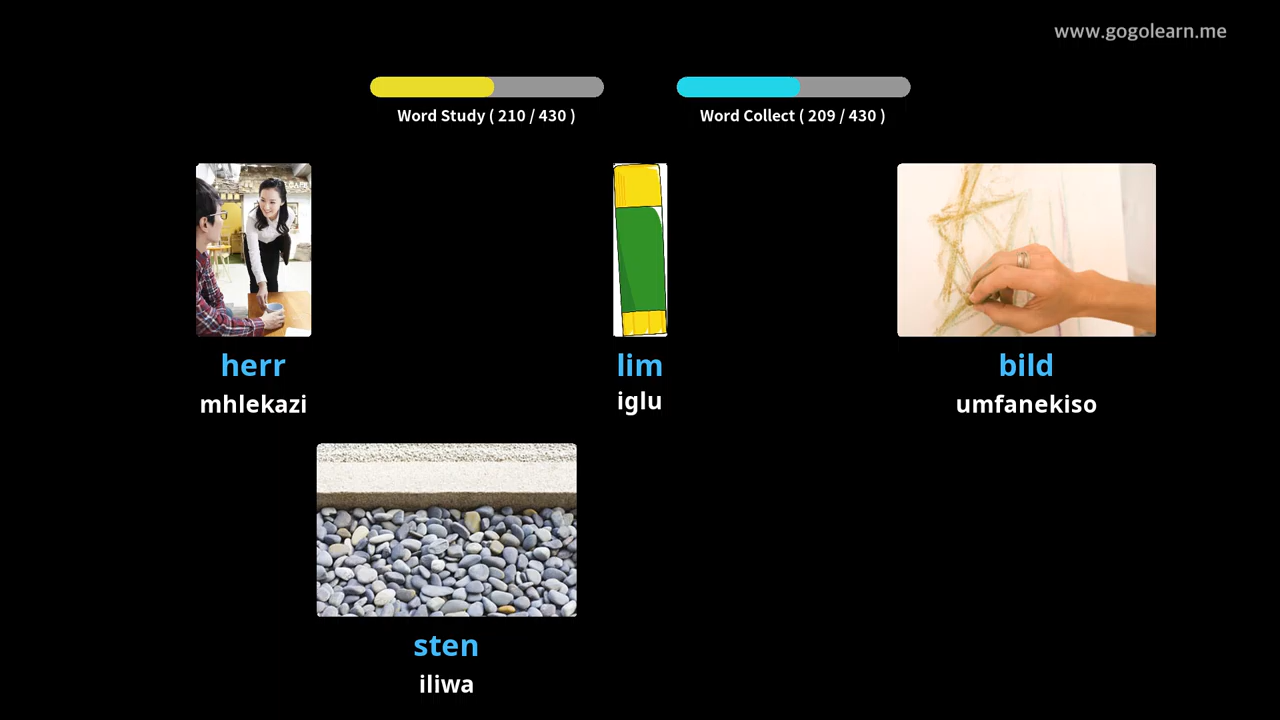 www.gogolearn.me
Word Study ( 210 / 430 )
Word Collect ( 209 / 430 )
herr
mhlekazi
lim
iglu
bild
umfanekiso
sten
iliwa